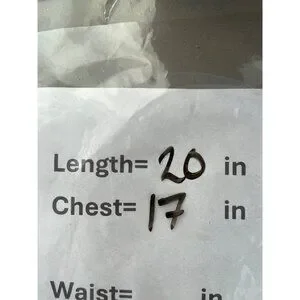 Length= 20 in
Chest= 17 in
Waist= in